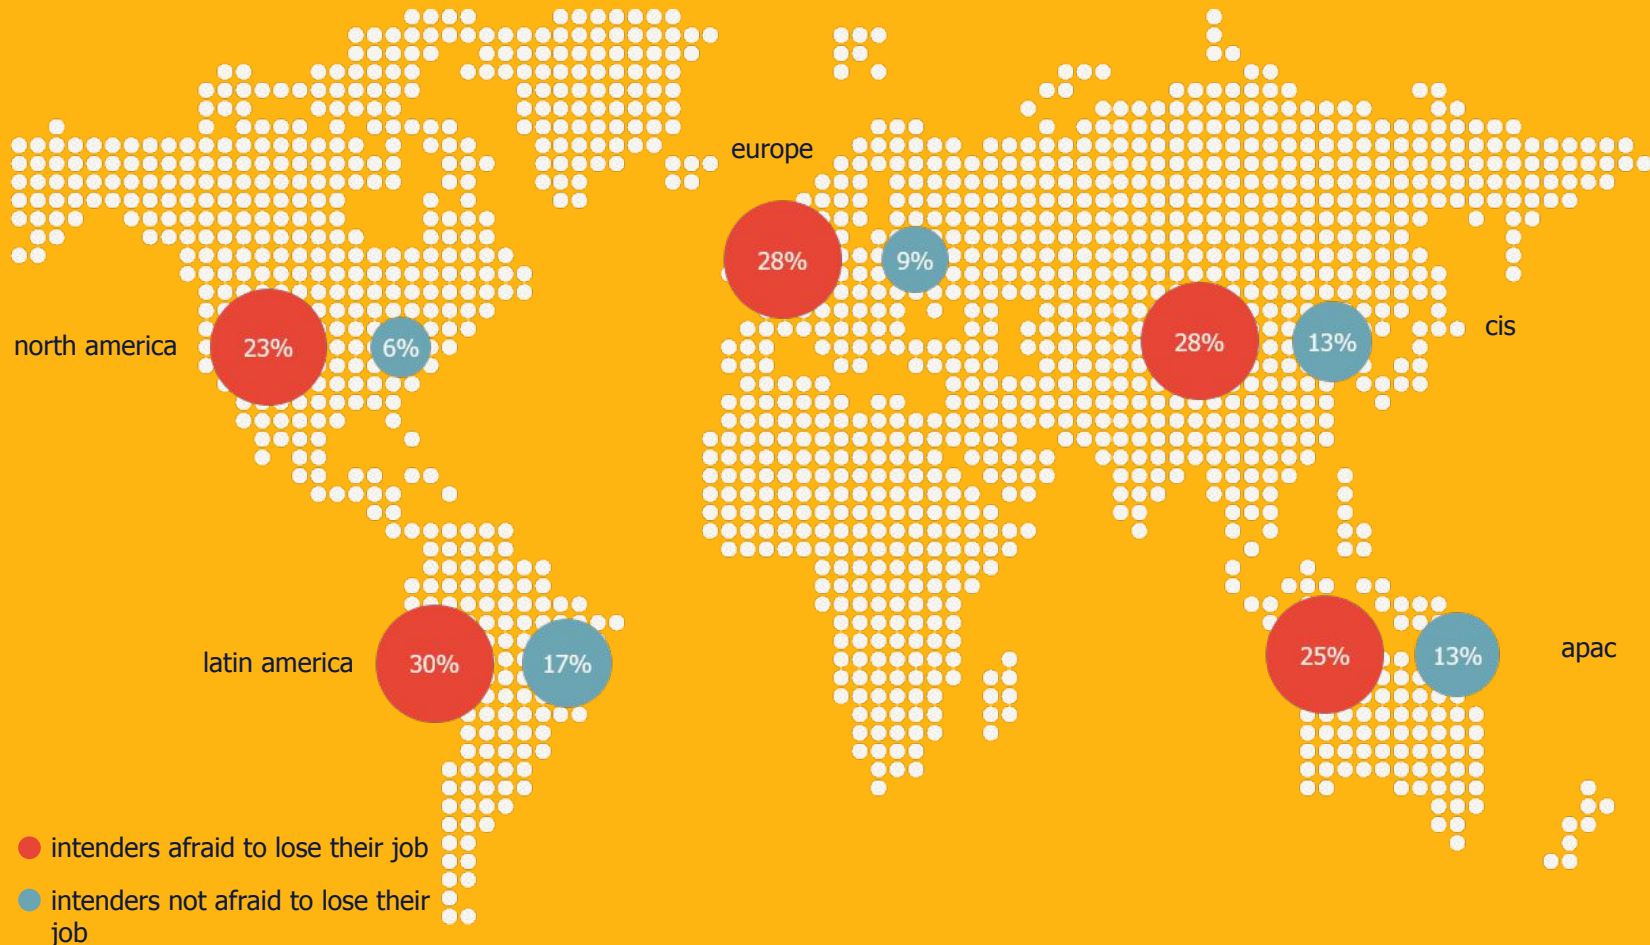 europe
28%
9%
north america
23%
6%
28%
13%
cis
latin america
30%
17%
25%
13%
apac
intenders afraid to lose their job
intenders not afraid to lose their
job